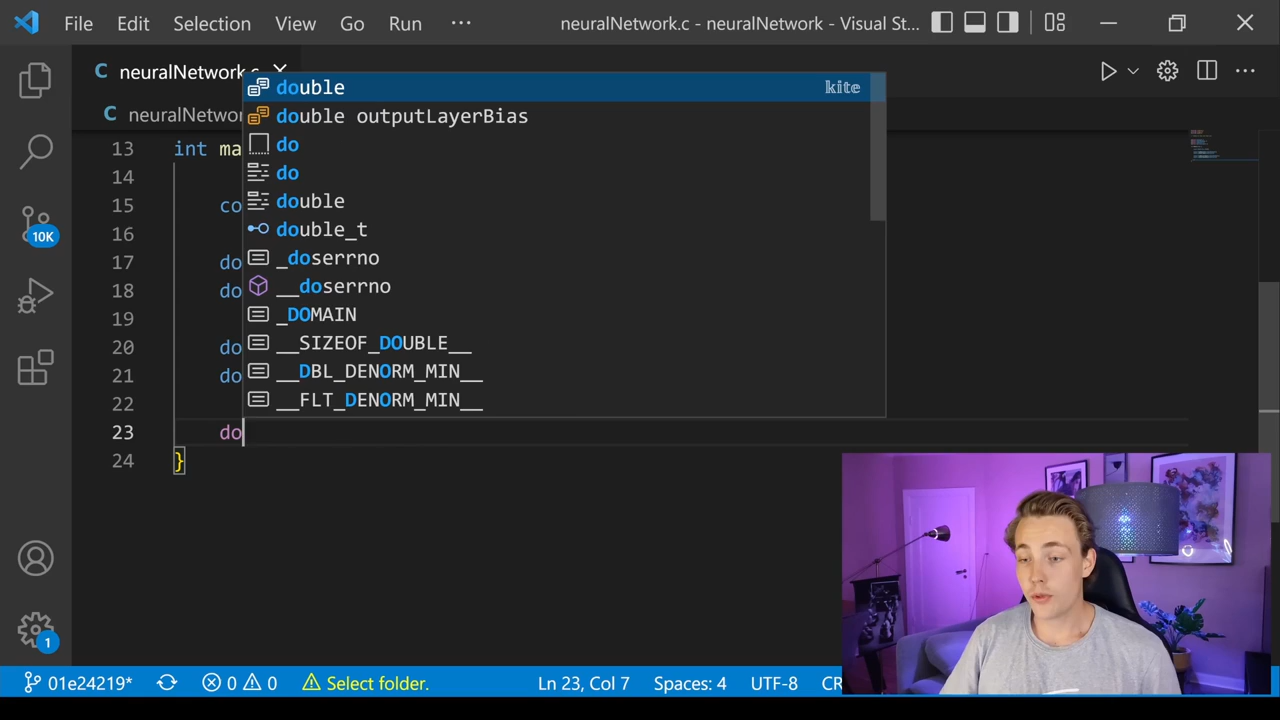 File Edit Selection View Go Run ··· neuralNetwork.c - neuralNetwork - Visual St...
C neuralNetwork.c
C neuralNetwor
double kite
double outputLayerBias
do
do
double
double_t
_doserrno
__doserrno
_DOMAIN
__SIZEOF_DOUBLE__
__DBL_DENORM_MIN__
__FLT_DENORM_MIN__
13 int ma
14
15 co
16
17 do
18 do
19
20 do
21 do
22
23 do
24 }
10K
1
01e24219* 0 0 Select folder. Ln 23, Col 7 Spaces: 4 UTF-8 CR